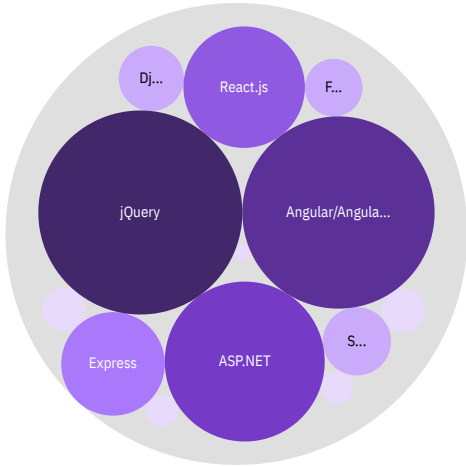 Dj...
React.js
F...
jQuery
Angular/Angula...
Express
ASP.NET
S...